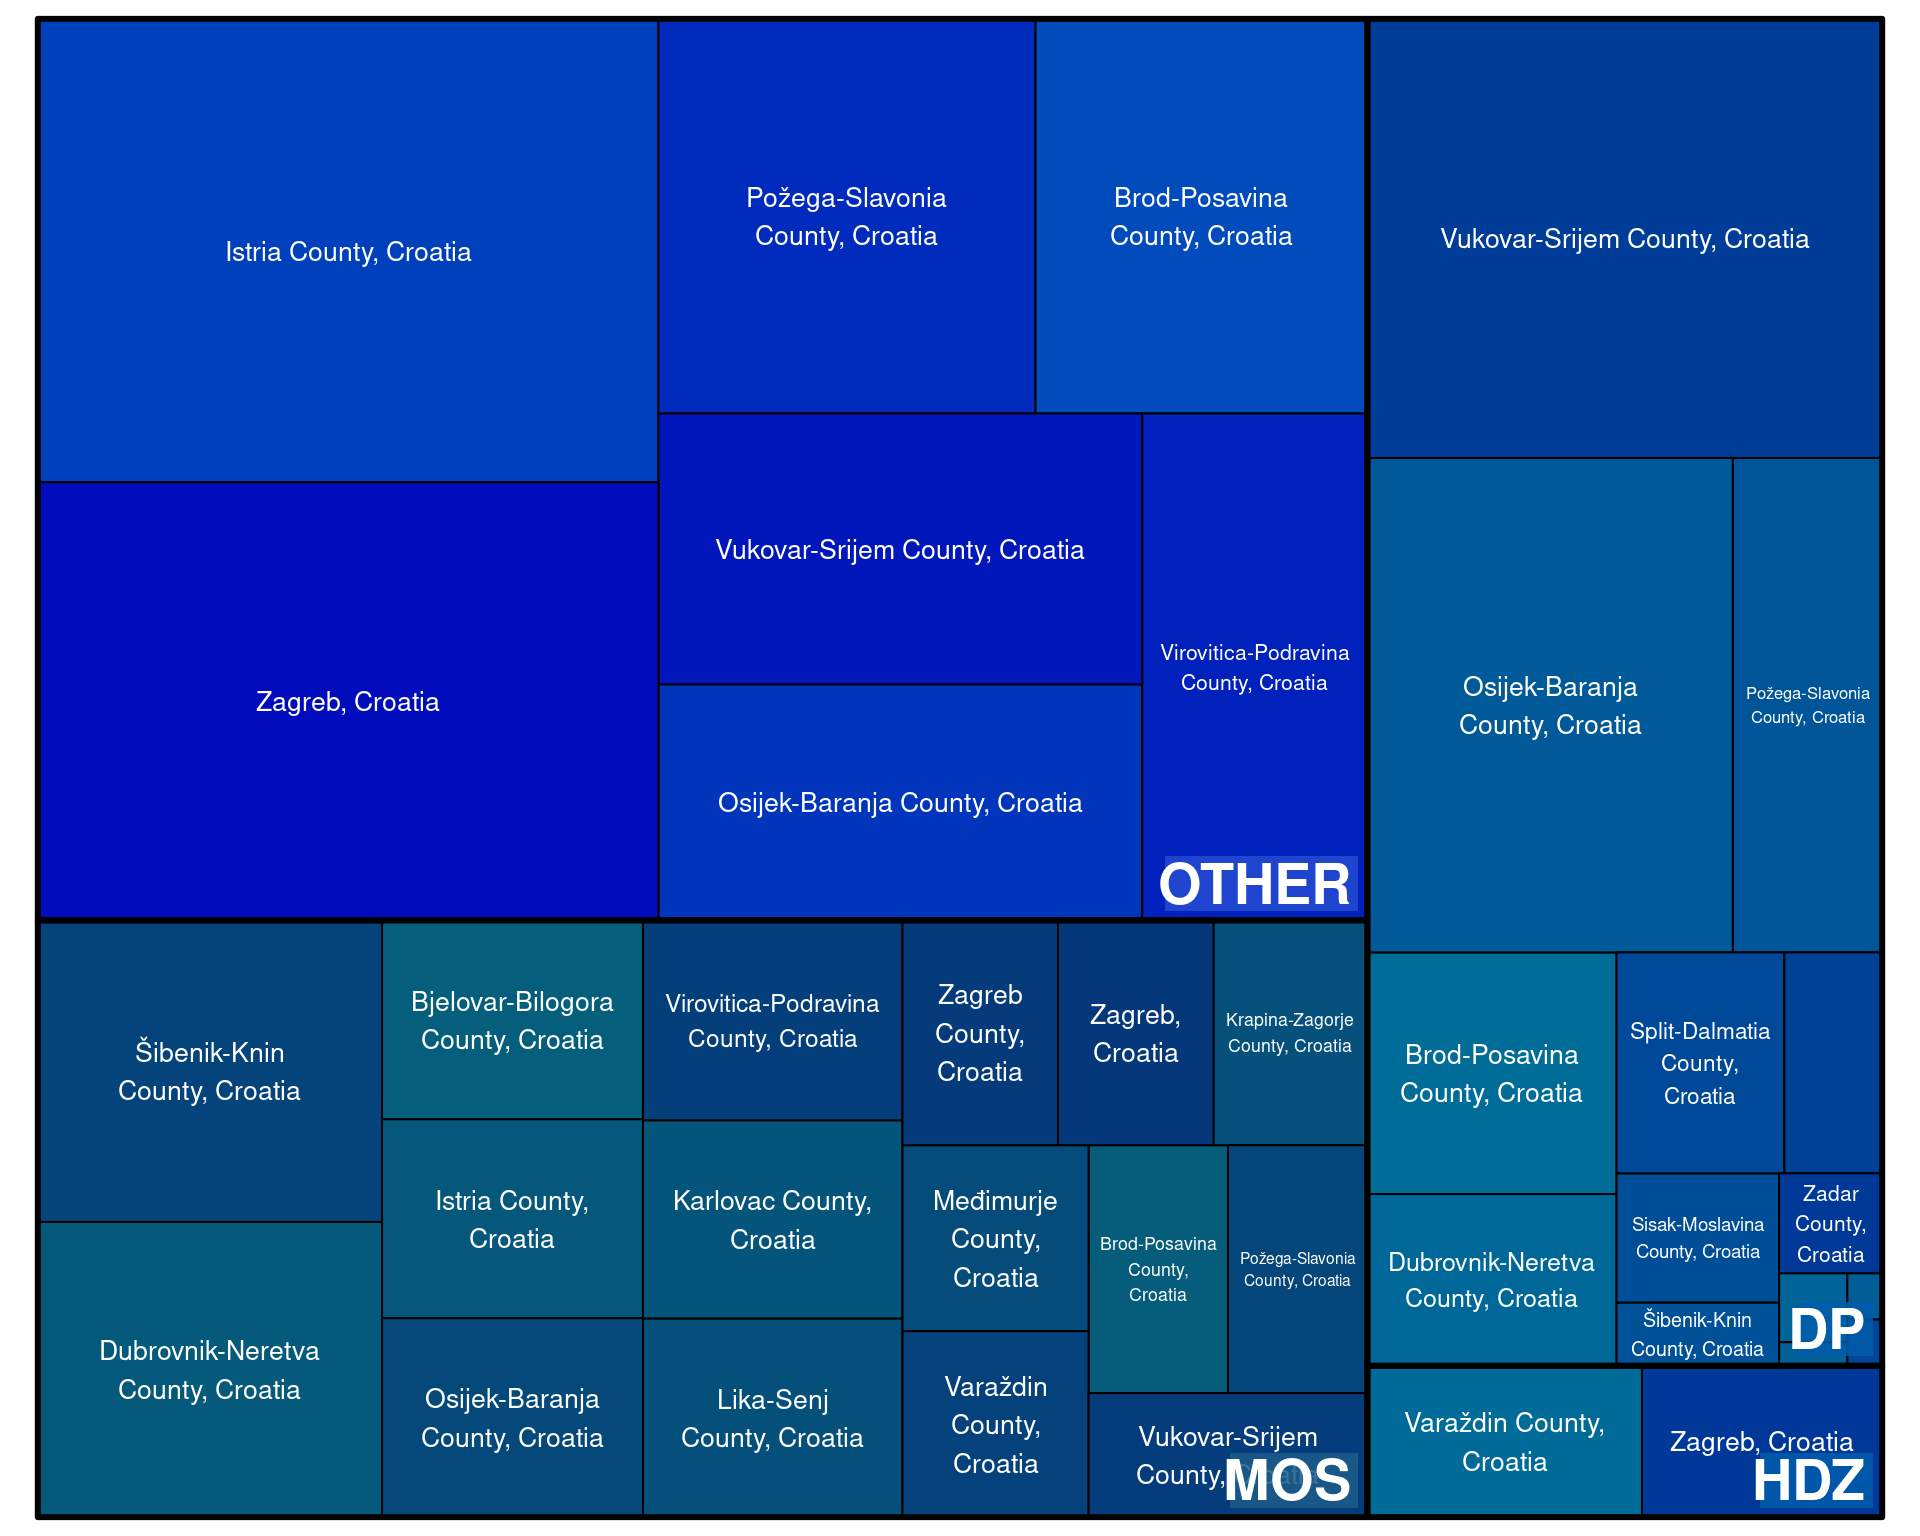 Istria County, Croatia
Požega-Slavonia
County, Croatia
Brod-Posavina
County, Croatia
Zagreb, Croatia
Vukovar-Srijem County, Croatia
Virovitica-Podravina
County, Croatia
Osijek-Baranja County, Croatia
OTHER
Vukovar-Srijem County, Croatia
Osijek-Baranja
County, Croatia
Požega-Slavonia
County, Croatia
Brod-Posavina
County, Croatia
Split-Dalmatia
County,
Croatia
Dubrovnik-Neretva
County, Croatia
Sisak-Moslavina
County, Croatia
Zadar
County,
Croatia
Šibenik-Knin
County, Croatia
DP
Šibenik-Knin
County, Croatia
Dubrovnik-Neretva
County, Croatia
Bjelovar-Bilogora
County, Croatia
Istria County,
Croatia
Osijek-Baranja
County, Croatia
Virovitica-Podravina
County, Croatia
Karlovac County,
Croatia
Lika-Senj
County, Croatia
Zagreb
County,
Croatia
Zagreb,
Croatia
Krapina-Zagorje
County, Croatia
Međimurje
County,
Croatia
Brod-Posavina
County,
Croatia
Požega-Slavonia
County, Croatia
Varaždin
County,
Croatia
Vukovar-Srijem
County,
MOS
Varaždin County,
Croatia
Zagreb, Croatia
HDZ